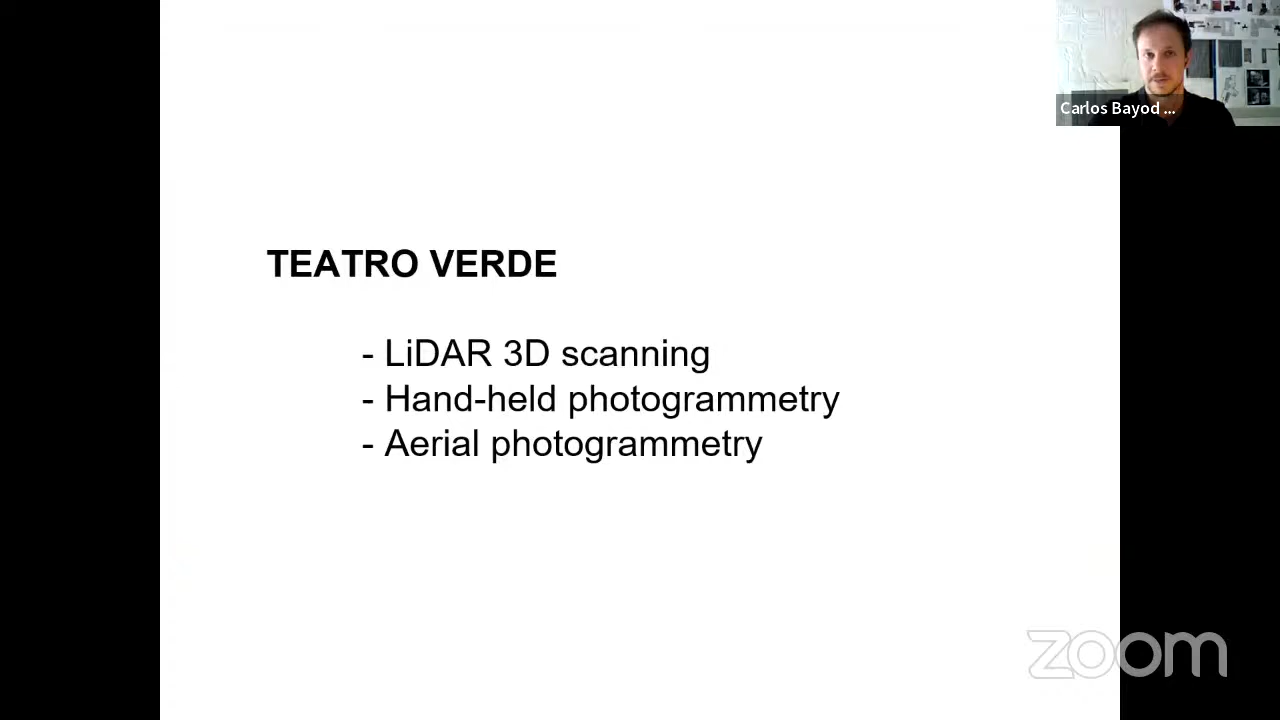 Carlos Bayod ...
TEATRO VERDE
- LiDAR 3D scanning
- Hand-held photogrammetry
- Aerial photogrammetry
zoom